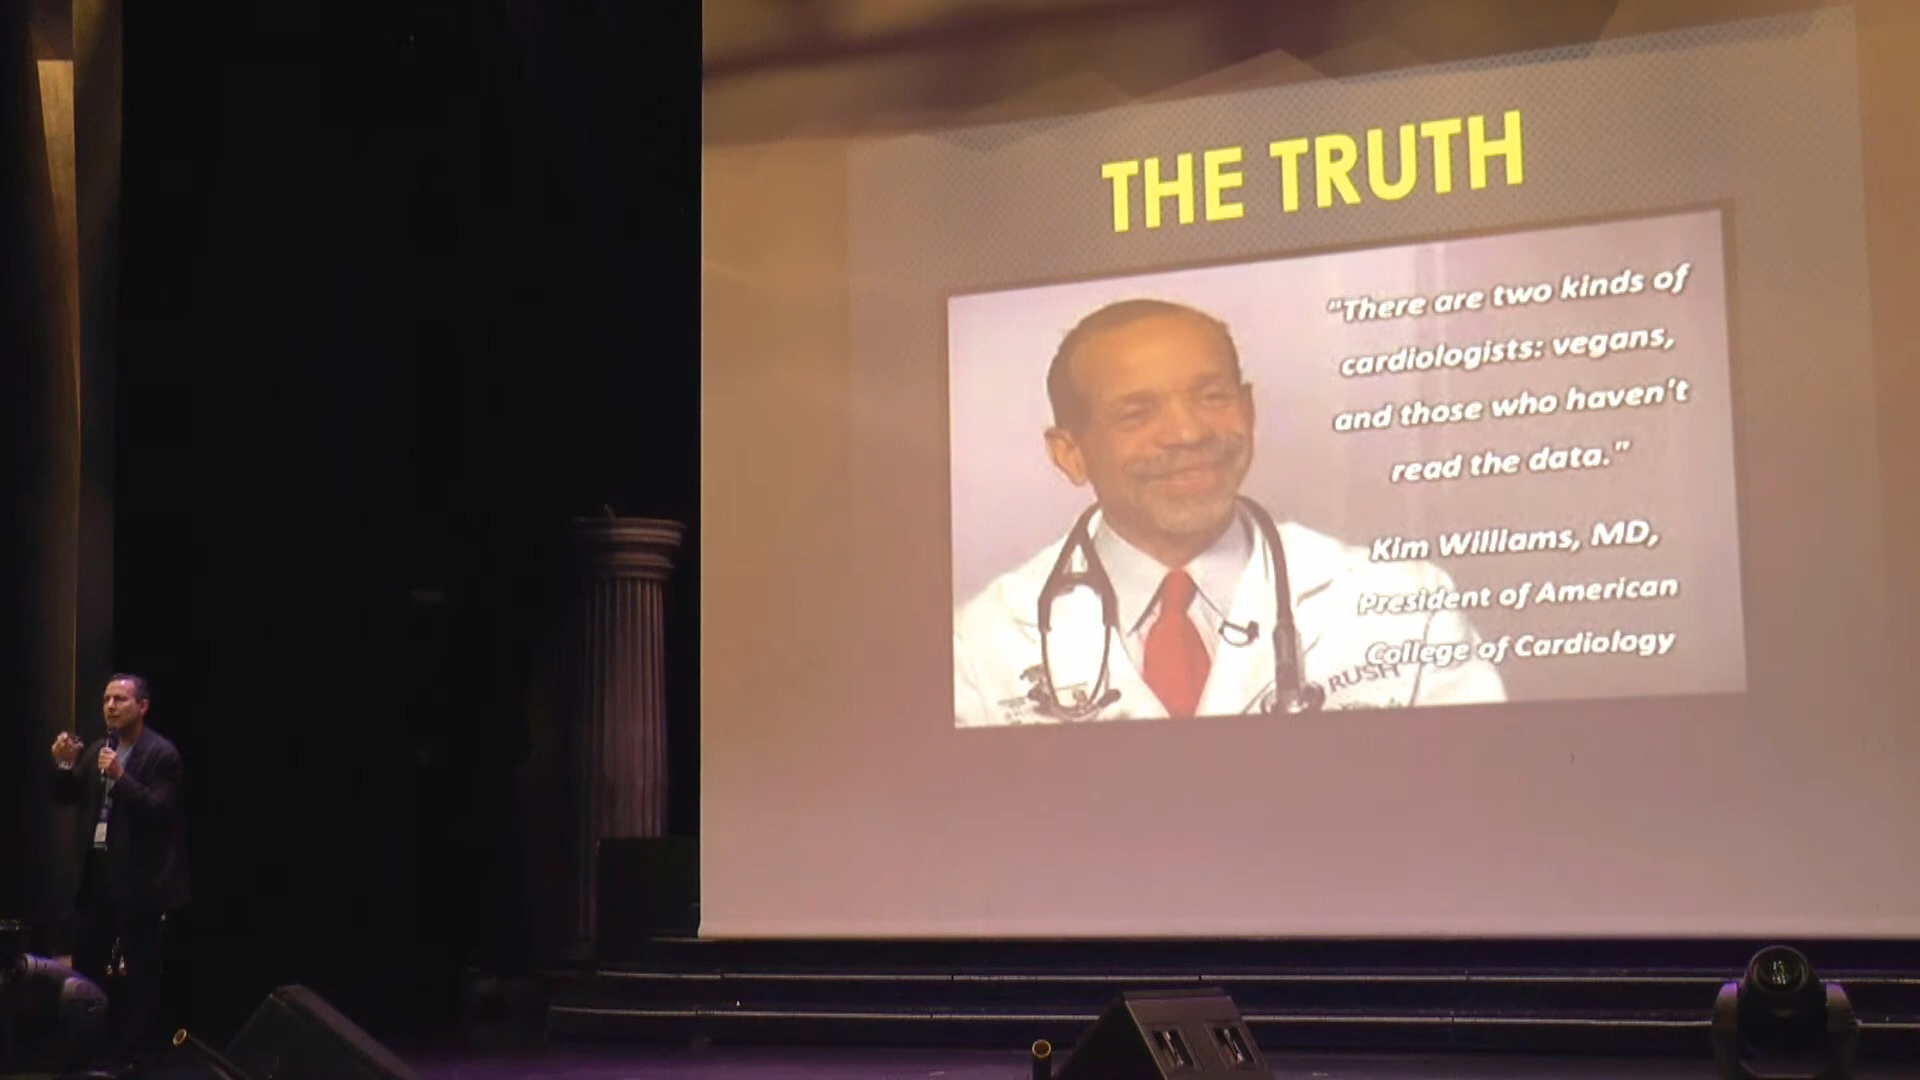 THE TRUTH
"There are two kinds of
cardiologists: vegans,
and those who haven't
read the data."
Kim Williams, MD,
President of American
College of Cardiology
RUSH